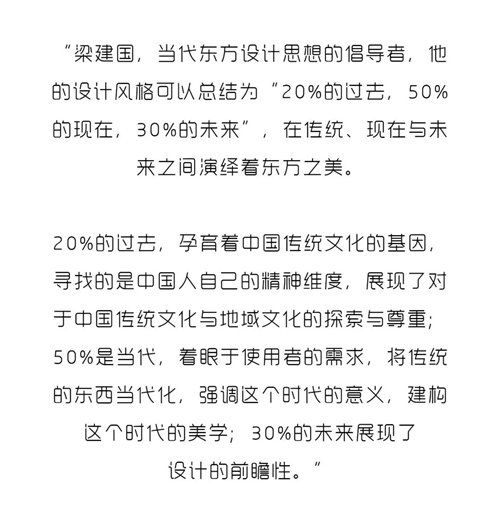 “梁建国，当代东方设计思想的倡导者，他
的设计风格可以总结为“20%的过去，50%
的现在，30%的未来”，在传统、现在与未
来之间演绎着东方之美。
20%的过去，孕育着中国传统文化的基因，
寻找的是中国人自己的精神维度，展现了对
于中国传统文化与地域文化的探索与尊重；
50%是当代，着眼于使用者的需求，将传统
的东西当代化，强调这个时代的意义，建构
这个时代的美学；30%的未来展现了
设计的前瞻性。”